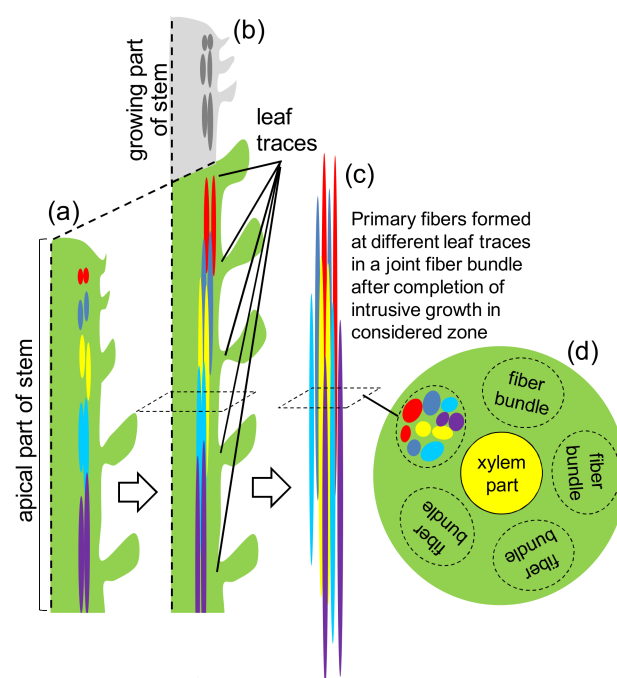 (b)
growing part
of stem
leaf
traces
(a)
apical part of stem
(c)
Primary fibers formed
at different leaf traces
in a joint fiber bundle
after completion of
intrusive growth in
considered zone
(d)
fiber
bundle
fiber
bundle
xylem
part
fiber
bundle
fiber
bundle